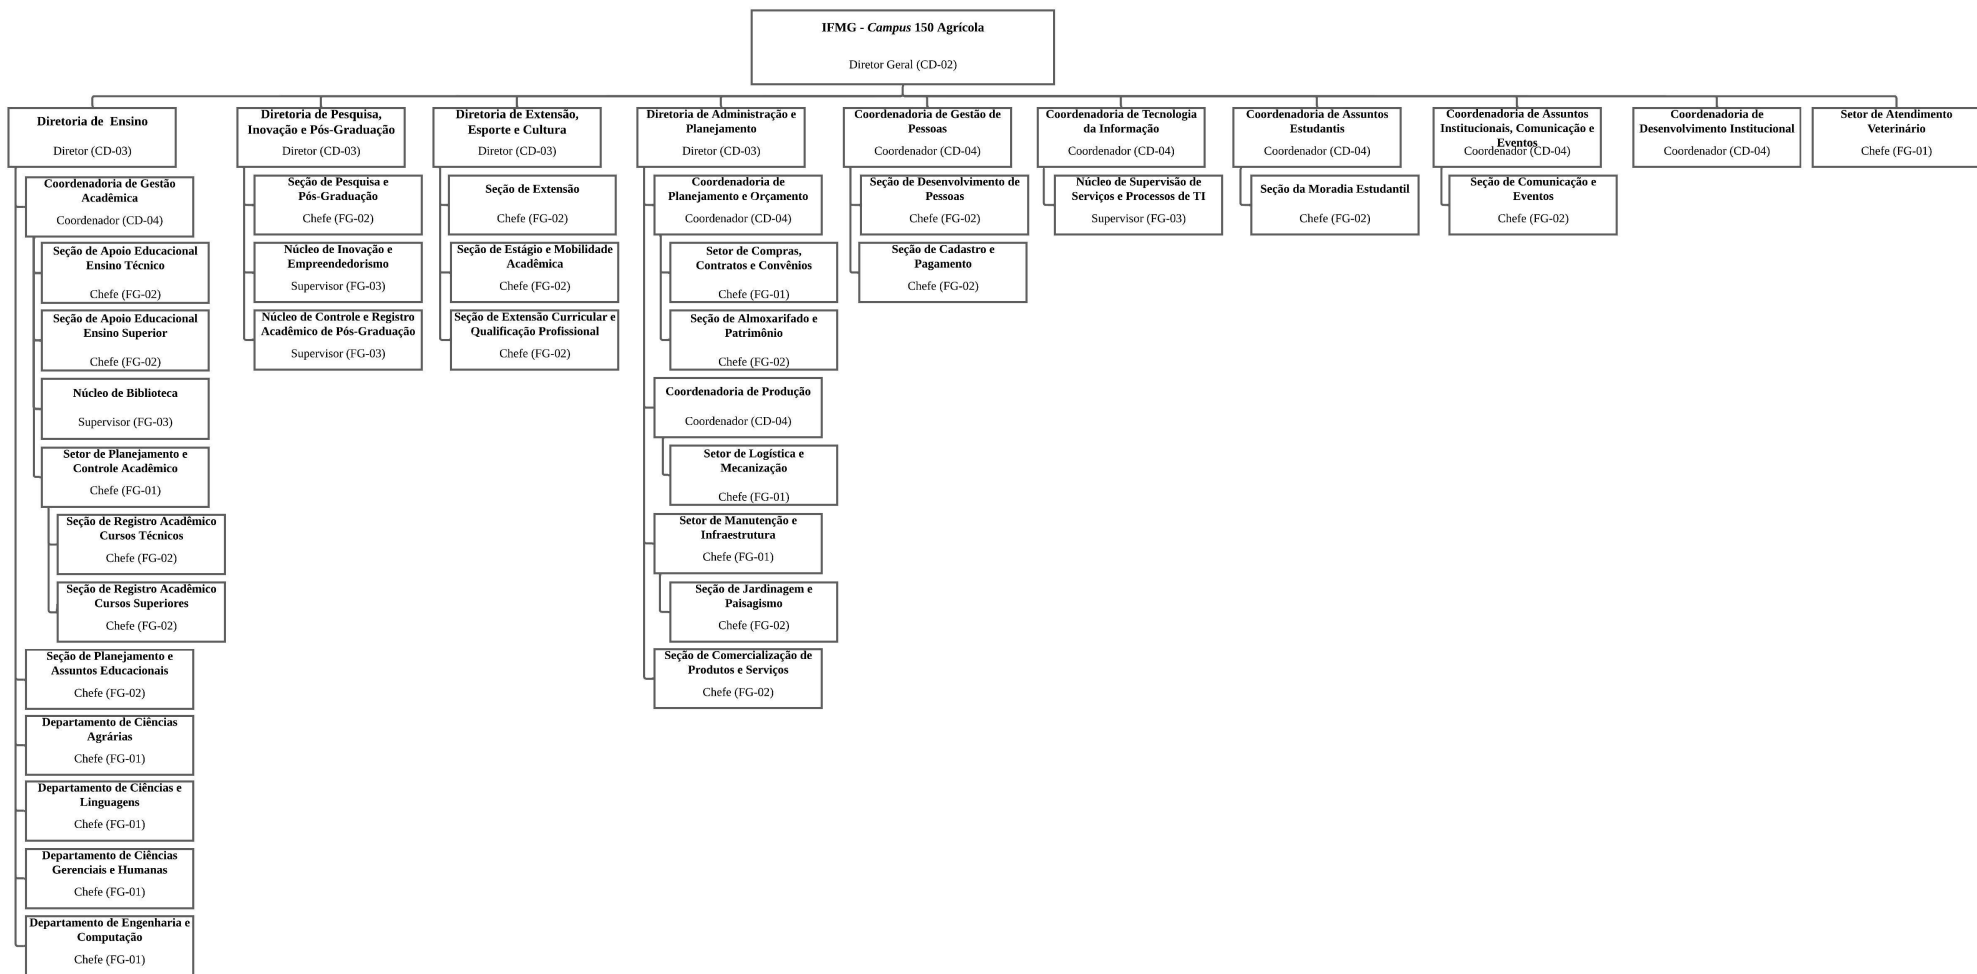 IFMG - Campus 150 Agrícola
Diretor Geral (CD-02)
Diretoria de Ensino
Diretor (CD-03)
Coordenadoria de Gestão
Acadêmica
Coordenador (CD-04)
Seção de Apoio Educacional
Ensino Técnico
Chefe (FG-02)
Seção de Apoio Educacional
Ensino Superior
Chefe (FG-02)
Núcleo de Biblioteca
Supervisor (FG-03)
Setor de Planejamento e
Controle Acadêmico
Chefe (FG-01)
Seção de Registro Acadêmico
Cursos Técnicos
Chefe (FG-02)
Seção de Registro Acadêmico
Cursos Superiores
Chefe (FG-02)
Seção de Planejamento e
Assuntos Educacionais
Chefe (FG-02)
Departamento de Ciências
Agrárias
Chefe (FG-01)
Departamento de Ciências e
Linguagens
Chefe (FG-01)
Departamento de Ciências
Gerenciais e Humanas
Chefe (FG-01)
Departamento de Engenharia e
Computação
Chefe (FG-01)
Diretoria de Pesquisa,
Inovação e Pós-Graduação
Diretor (CD-03)
Seção de Pesquisa e
Pós-Graduação
Chefe (FG-02)
Núcleo de Inovação e
Empreendedorismo
Supervisor (FG-03)
Núcleo de Controle e Registro
Acadêmico de Pós-Graduação
Supervisor (FG-03)
Diretoria de Extensão,
Esporte e Cultura
Diretor (CD-03)
Seção de Extensão
Chefe (FG-02)
Seção de Estágio e Mobilidade
Acadêmica
Chefe (FG-02)
Seção de Extensão Curricular e
Qualificação Profissional
Chefe (FG-02)
Diretoria de Administração e
Planejamento
Diretor (CD-03)
Coordenadoria de
Planejamento e Orçamento
Coordenador (CD-04)
Setor de Compras,
Contratos e Convênios
Chefe (FG-01)
Seção de Almoxarifado e
Patrimônio
Chefe (FG-02)
Coordenadoria de Produção
Coordenador (CD-04)
Setor de Logística e
Mecanização
Chefe (FG-01)
Setor de Manutenção e
Infraestrutura
Chefe (FG-01)
Seção de Jardinagem e
Paisagismo
Chefe (FG-02)
Seção de Comercialização de
Produtos e Serviços
Chefe (FG-02)
Coordenadoria de Gestão de
Pessoas
Coordenador (CD-04)
Seção de Desenvolvimento de
Pessoas
Chefe (FG-02)
Seção de Cadastro e
Pagamento
Chefe (FG-02)
Coordenadoria de Tecnologia
da Informação
Coordenador (CD-04)
Núcleo de Supervisão de
Serviços e Processos de TI
Supervisor (FG-03)
Coordenadoria de Assuntos
Estudantis
Coordenador (CD-04)
Seção da Moradia Estudantil
Chefe (FG-02)
Coordenadoria de Assuntos
Institucionais, Comunicação e
Eventos
Coordenador (CD-04)
Seção de Comunicação e
Eventos
Chefe (FG-02)
Coordenadoria de
Desenvolvimento Institucional
Coordenador (CD-04)
Setor de Atendimento
Veterinário
Chefe (FG-01)